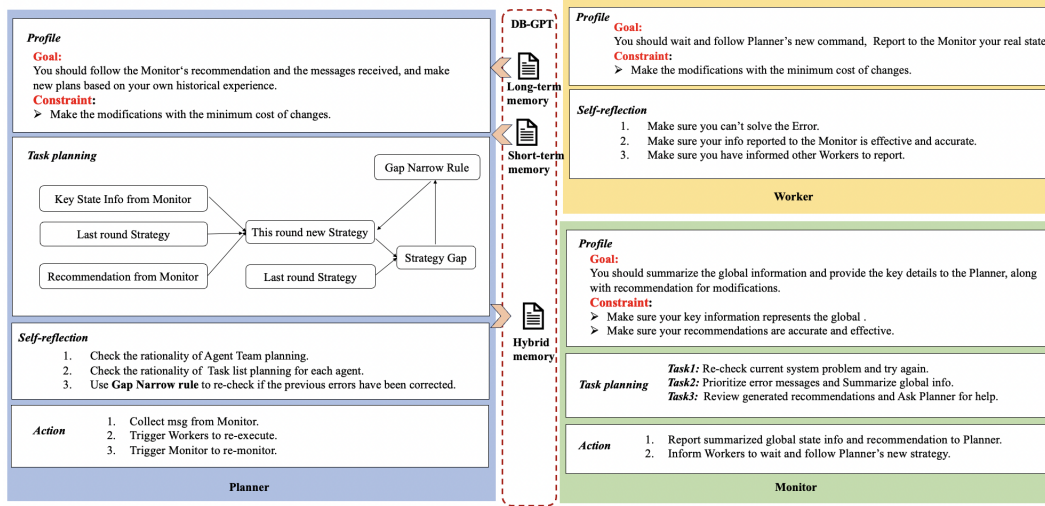 Profile
Goal:
You should follow the Monitor's recommendation and the messages received, and make
new plans based on your own historical experience.
Constraint:
➢ Make the modifications with the minimum cost of changes.
Task planning
Gap Narrow Rule
Key State Info from Monitor
Last round Strategy
This round new Strategy
Strategy Gap
Recommendation from Monitor
Last round Strategy
Self-reflection
1. Check the rationality of Agent Team planning.
2. Check the rationality of Task list planning for each agent.
3. Use Gap Narrow rule to re-check if the previous errors have been corrected.
Action
1. Collect msg from Monitor.
2. Trigger Workers to re-execute.
3. Trigger Monitor to re-monitor.
Planner
DB-GPT
Long-term
memory
Short-term
memory
Hybrid
memory
Profile
Goal:
You should wait and follow Planner's new command, Report to the Monitor your real state
Constraint:
➢ Make the modifications with the minimum cost of changes.
Self-reflection
1. Make sure you can't solve the Error.
2. Make sure your info reported to the Monitor is effective and accurate.
3. Make sure you have informed other Workers to report.
Worker
Profile
Goal:
You should summarize the global information and provide the key details to the Planner, along
with recommendation for modifications.
Constraint:
➢ Make sure your key information represents the global .
➢ Make sure your recommendations are accurate and effective.
Task planning
Task1: Re-check current system problem and try again.
Task2: Prioritize error messages and Summarize global info.
Task3: Review generated recommendations and Ask Planner for help.
Action
1. Report summarized global state info and recommendation to Planner.
2. Inform Workers to wait and follow Planner's new strategy.
Monitor